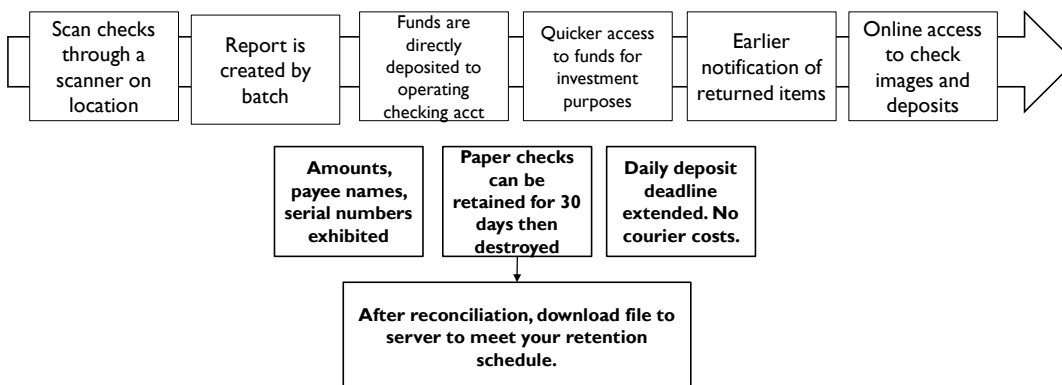 Scan checks
through a
scanner on
location
Report is
created by
batch
Funds are
directly
deposited to
operating
checking acct
Quicker access
to funds for
investment
purposes
Earlier
notification of
returned items
Online access
to check
images and
deposits
Amounts,
payee names,
serial numbers
exhibited
Paper checks
can be
retained for 30
days then
destroyed
Daily deposit
deadline
extended. No
courier costs.
After reconciliation, download file to
server to meet your retention
schedule.